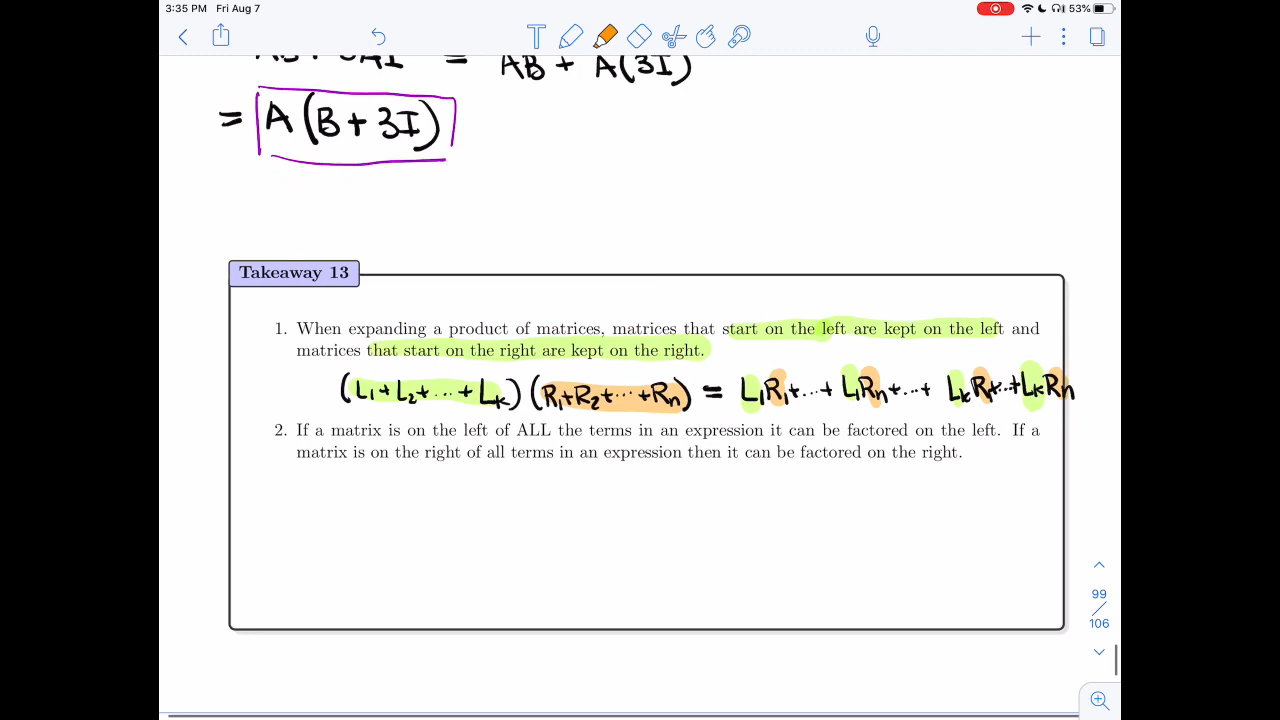 3:35 PM Fri Aug 7
53%
T
= AB + A(3I)
= A(B + 3I)
Takeaway 13
1. When expanding a product of matrices, matrices that start on the left are kept on the left and
matrices that start on the right are kept on the right.
(L₁+L₂+⋯+Lₖ)(R₁+R₂+⋯+Rₙ) = L₁R₁+⋯+L₁Rₙ+⋯+LₖR₁+⋯+LₖRₙ
2. If a matrix is on the left of ALL the terms in an expression it can be factored on the left. If a
matrix is on the right of all terms in an expression then it can be factored on the right.
99
106